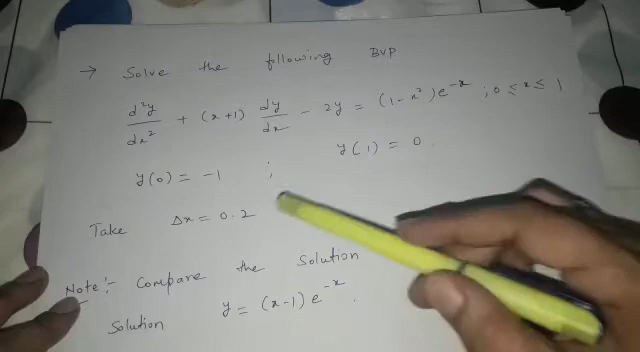 → Solve the following BVP
d²y/dx² + (x+1) dy/dx - 2y = (1-x²)e^-x ; 0 ≤ x ≤ 1
y(0) = -1 ; y(1) = 0.
Take Δx = 0.2
Note:- Compare the Solution
Solution y = (x-1) e^-x.